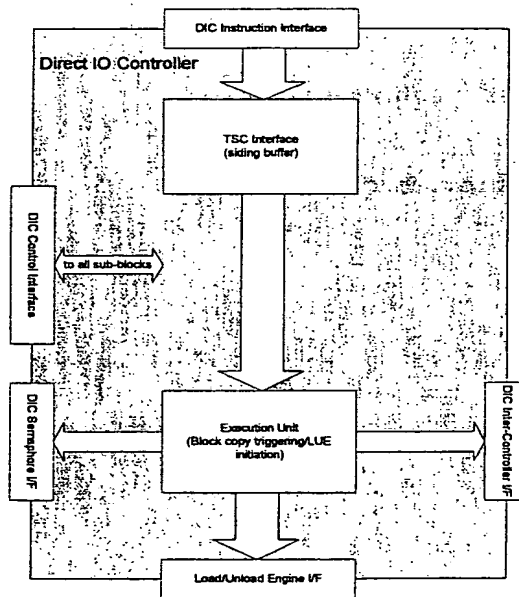 DIC Instruction Interface
Direct IO Controller
TSC Interface
(siding buffer)
DIC Control Interface
to all sub-blocks
DIC Semaphore I/F
Execution Unit
(Block copy triggering/LUE
initiation)
DIC Inter-Controller I/F
Load/Unload Engine I/F